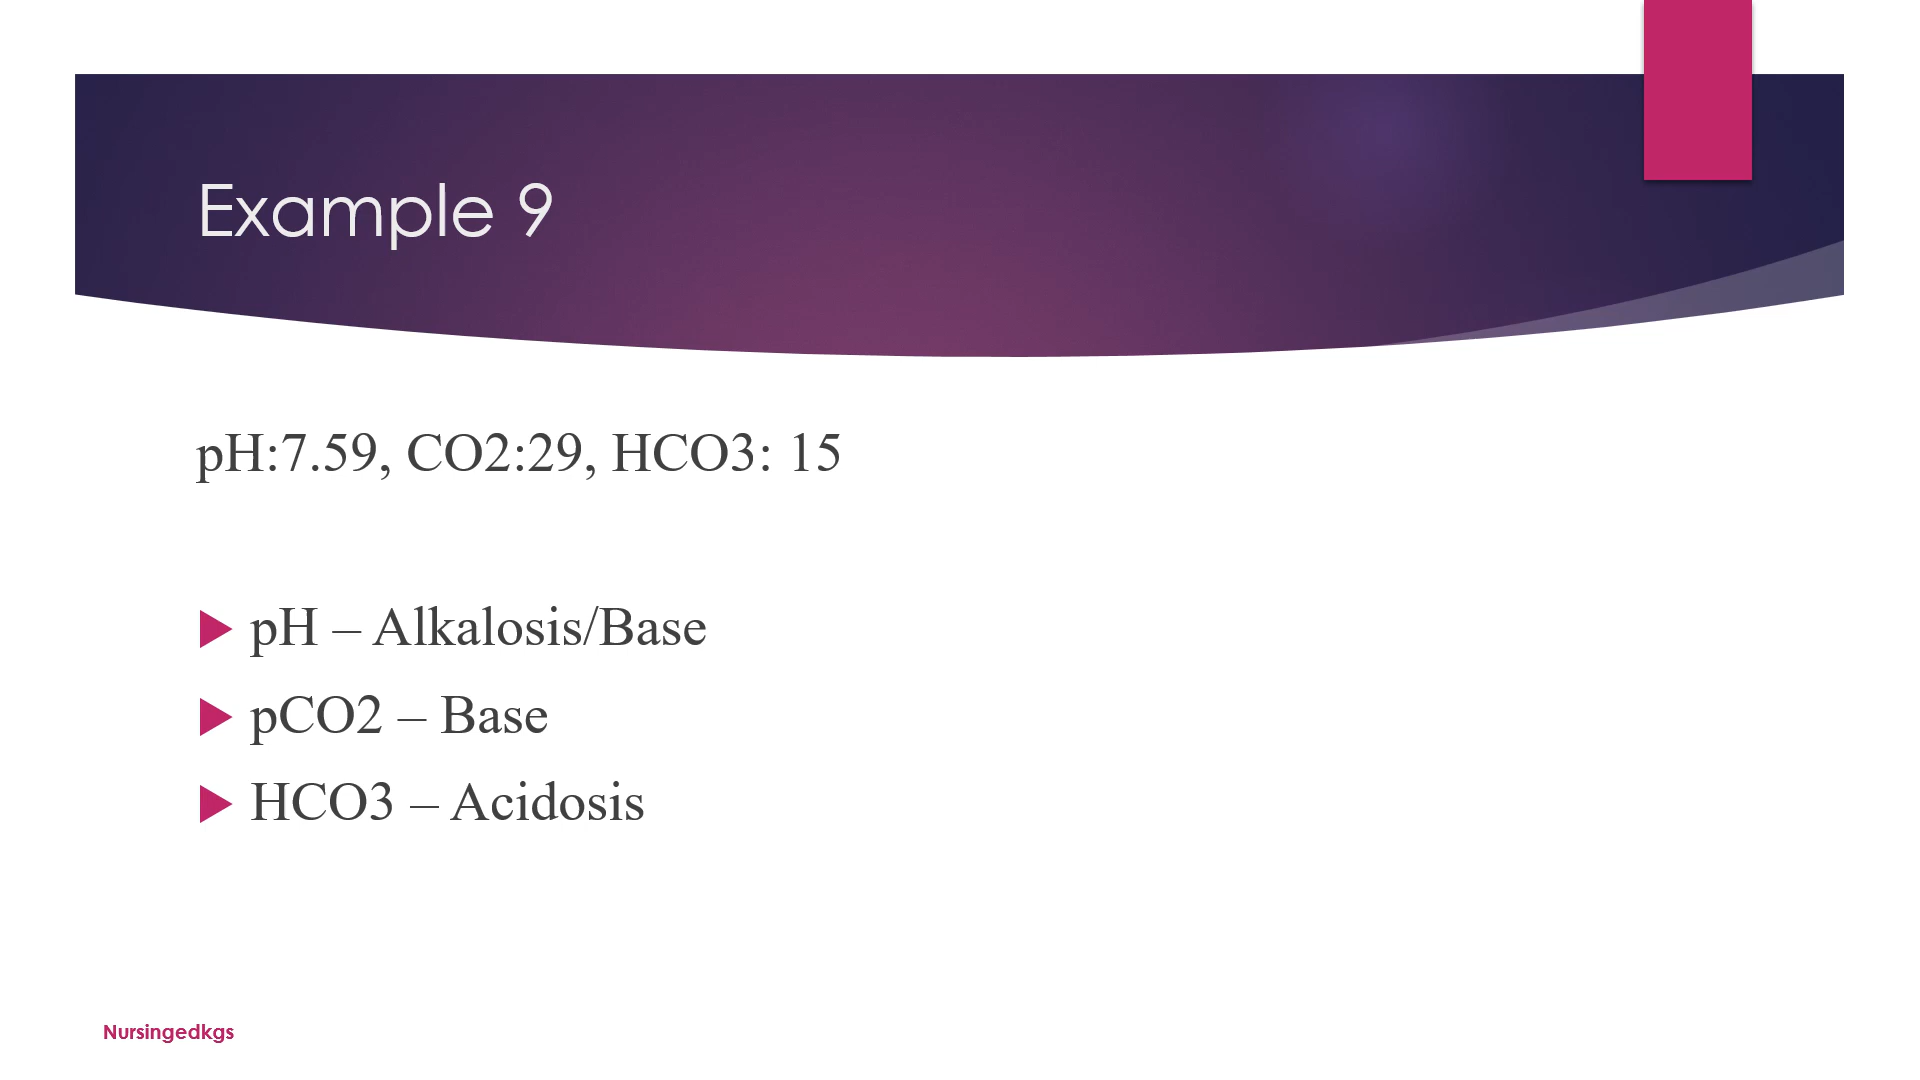 Example 9
pH:7.59, CO2:29, HCO3: 15
pH – Alkalosis/Base
pCO2 – Base
HCO3 – Acidosis
Nursingedkgs